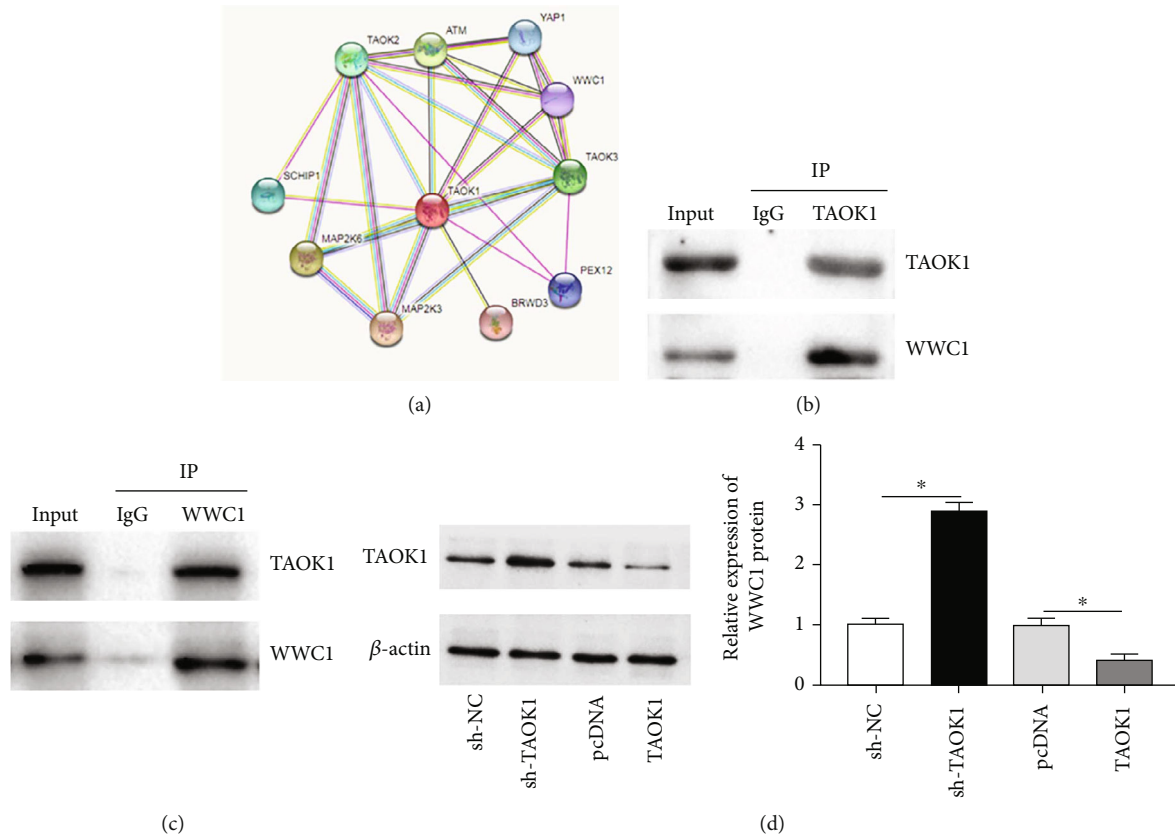 TAOK2
ATM
YAP1
WWC1
TAOK3
SCHIP1
TAOK1
MAP2K6
PEX12
MAP2K3
BRWD3
(a)
IP
Input IgG TAOK1
TAOK1
WWC1
(b)
IP
Input IgG WWC1
TAOK1
WWC1
(c)
TAOK1
β-actin
sh-NC
sh-TAOK1
pcDNA
TAOK1
Relative expression of
WWC1 protein
4
3
2
1
0
*
*
sh-NC
sh-TAOK1
pcDNA
TAOK1
(d)